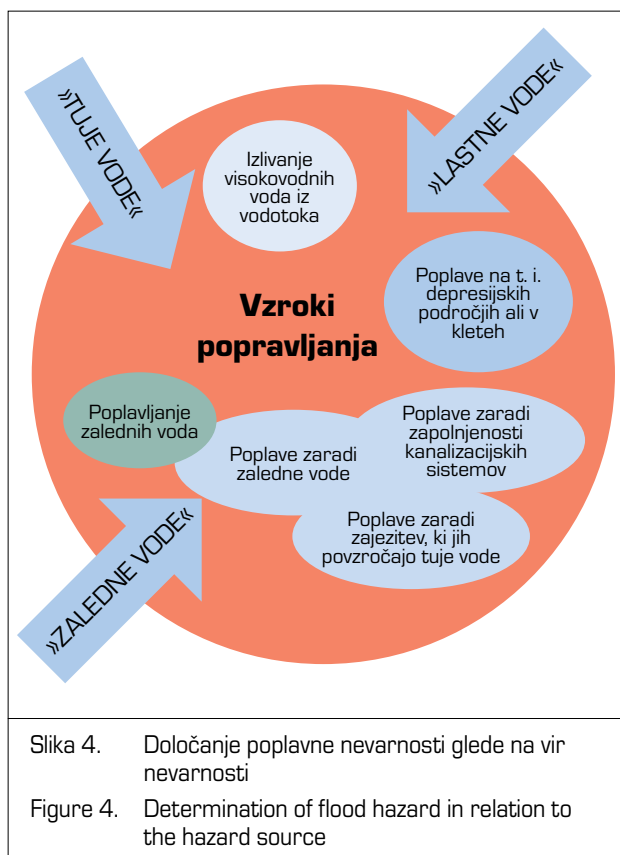 »TUJE VODE«
»LASTNE VODE«
Izlivanje
visokovodnih
voda iz
vodotoka
Poplave na t. i.
depresijskih
področjih ali v
kleteh
Vzroki
popravljanja
Poplavljanje
zalednih voda
Poplave zaradi
zaledne vode
Poplave zaradi
zapolnjenosti
kanalizacijskih
sistemov
Poplave zaradi
zajezitev, ki jih
povzročajo tuje vode
»ZALEDNE VODE«
Slika 4. Določanje poplavne nevarnosti glede na vir
nevarnosti
Figure 4. Determination of flood hazard in relation to
the hazard source